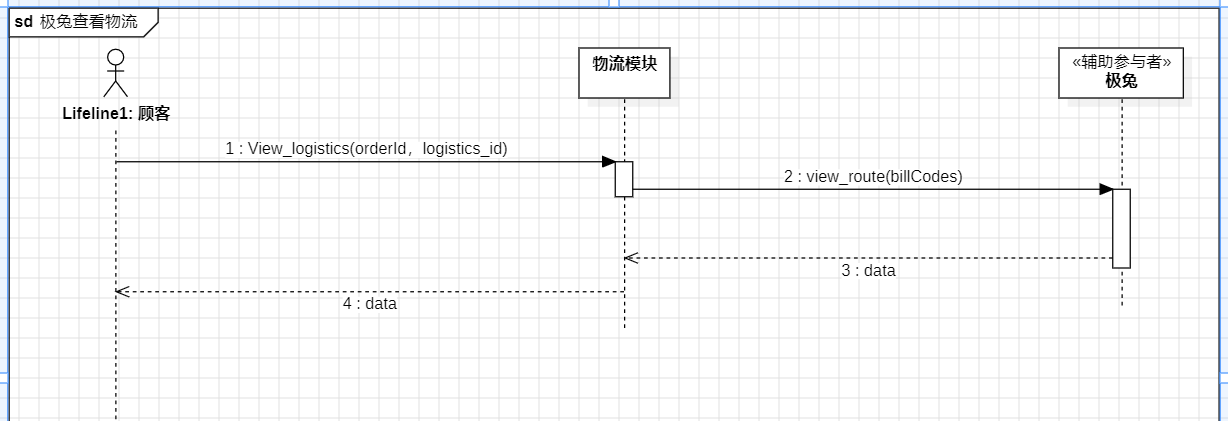 sd 极兔查看物流
Lifeline1: 顾客
物流模块
«辅助参与者»
极兔
1 : View_logistics(orderId，logistics_id)
2 : view_route(billCodes)
3 : data
4 : data